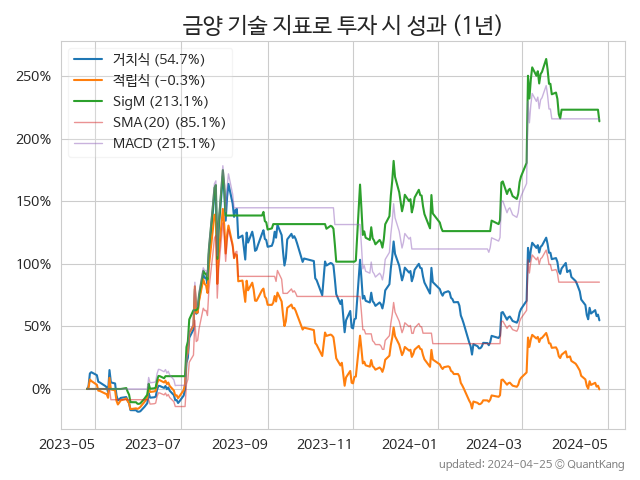 금양 기술 지표로 투자 시 성과 (1년)
거치식 (54.7%)
적립식 (−0.3%)
SigM (213.1%)
SMA(20) (85.1%)
MACD (215.1%)
250%
200%
150%
100%
50%
0%
2023-05 2023-07 2023-09 2023-11 2024-01 2024-03 2024-05
updated: 2024-04-25 © QuantKang